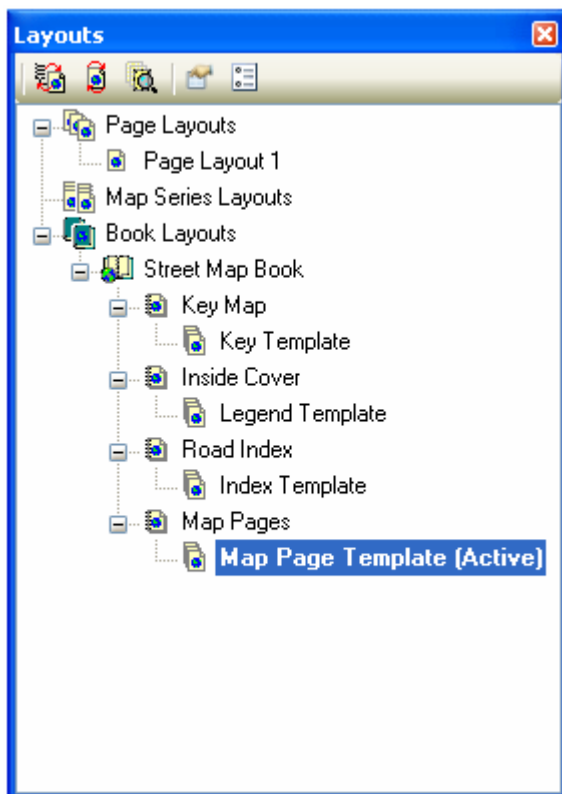 Layouts
Page Layouts
Page Layout 1
Map Series Layouts
Book Layouts
Street Map Book
Key Map
Key Template
Inside Cover
Legend Template
Road Index
Index Template
Map Pages
Map Page Template (Active)